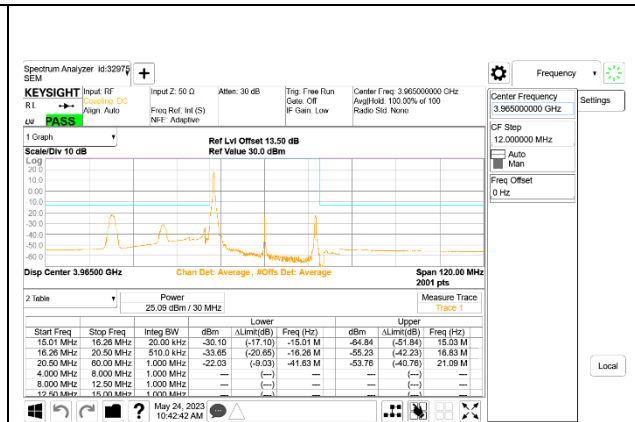 Spectrum Analyzer Id:32975
SEM
+
Frequency
KEYSIGHT
Input: RF
Input Z: 50 Ω
Atten: 30 dB
Trig: Free Run
Center Freq: 3.965000000 GHz
R L
Coupling: DC
Gate: Off
Avg|Hold: 100.00% of 100
Align: Auto
Freq Ref: Int (S)
IF Gain: Low
Radio Std: None
NFE: Adaptive
PASS
Center Frequency
3.965000000 GHz
Settings
CF Step
12.000000 MHz
Auto
Man
Freq Offset
0 Hz
1 Graph
Ref Lvl Offset 13.50 dB
Scale/Div 10 dB
Ref Value 30.0 dBm
Log
20.0
10.0
0.00
-10.0
-20.0
-30.0
-40.0
-50.0
-60.0
Disp Center 3.96500 GHz
Chan Det: Average , #Offs Det: Average
Span 120.00 MHz
2001 pts
2 Table
Power
Measure Trace
25.09 dBm / 30 MHz
Trace 1
Lower Upper
Start Freq Stop Freq Integ BW dBm ΔLimit(dB) Freq (Hz) dBm ΔLimit(dB) Freq (Hz)
15.01 MHz 16.26 MHz 20.00 kHz -30.10 (-17.10) -15.01 M -64.84 (-51.84) 15.03 M
16.26 MHz 20.50 MHz 510.0 kHz -33.65 (-20.65) -16.26 M -55.23 (-42.23) 16.83 M
20.50 MHz 60.00 MHz 1.000 MHz -22.03 (-9.03) -41.63 M -53.76 (-40.76) 21.09 M
4.000 MHz 8.000 MHz 1.000 MHz --- (---) --- --- (---) ---
8.000 MHz 12.50 MHz 1.000 MHz --- (---) --- --- (---) ---
12.50 MHz 15.00 MHz 1.000 MHz --- (---) --- --- (---) ---
Local
? May 24, 2023
10:42:42 AM